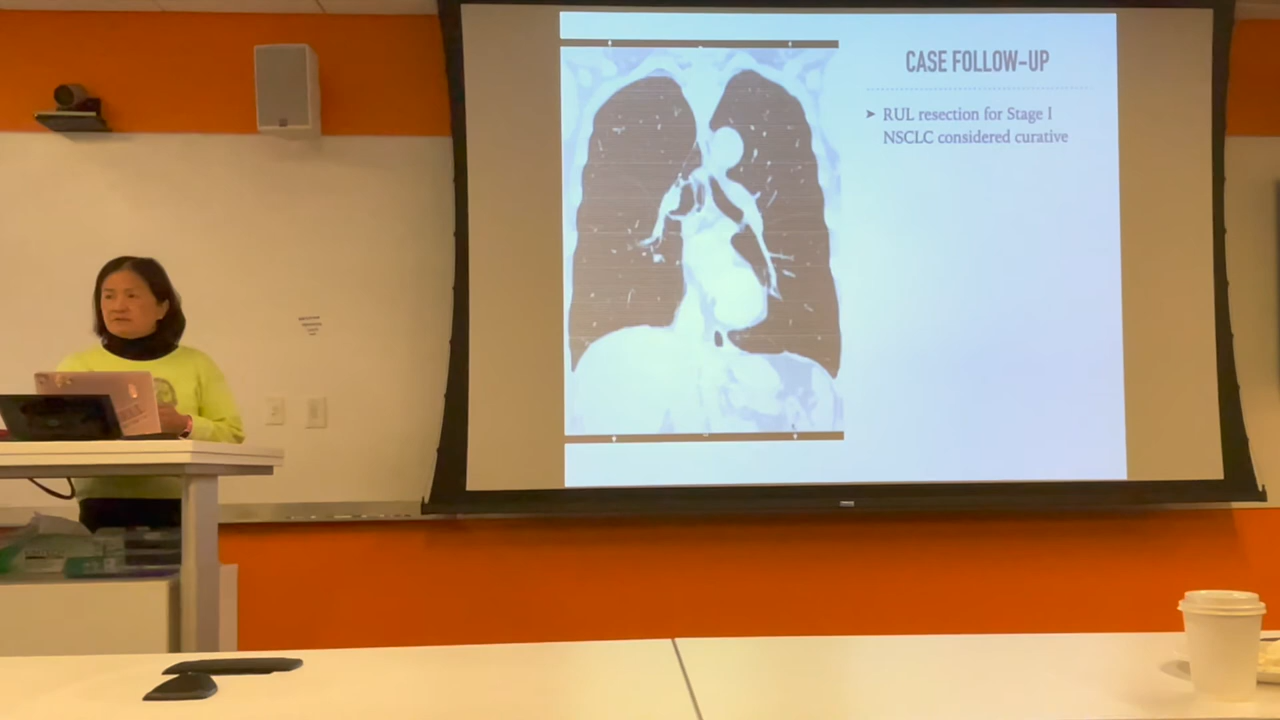 CASE FOLLOW-UP
➤ RUL resection for Stage I
NSCLC considered curative